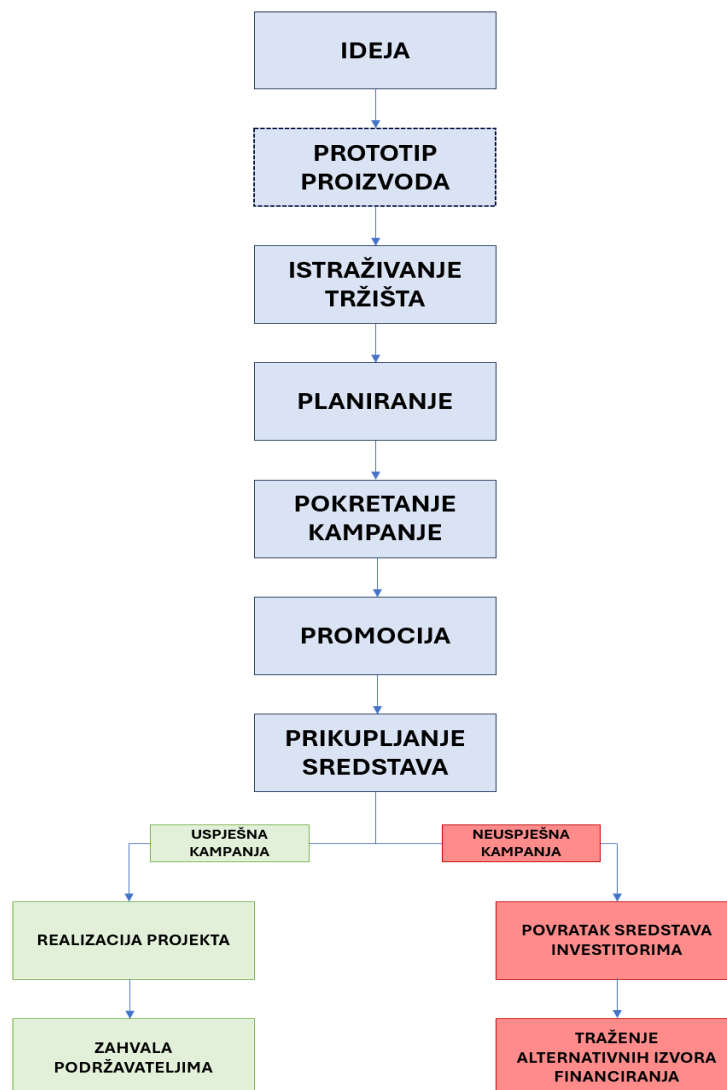 IDEJA
PROTOTIP
PROIZVODA
ISTRAŽIVANJE
TRŽIŠTA
PLANIRANJE
POKRETANJE
KAMPANJE
PROMOCIJA
PRIKUPLJANJE
SREDSTAVA
USPJEŠNA
KAMPANJA
NEUSPJEŠNA
KAMPANJA
REALIZACIJA PROJEKTA
POVRATAK SREDSTAVA
INVESTITORIMA
ZAHVALA
PODRŽAVATELJIMA
TRAŽENJE
ALTERNATIVNIH IZVORA
FINANCIRANJA